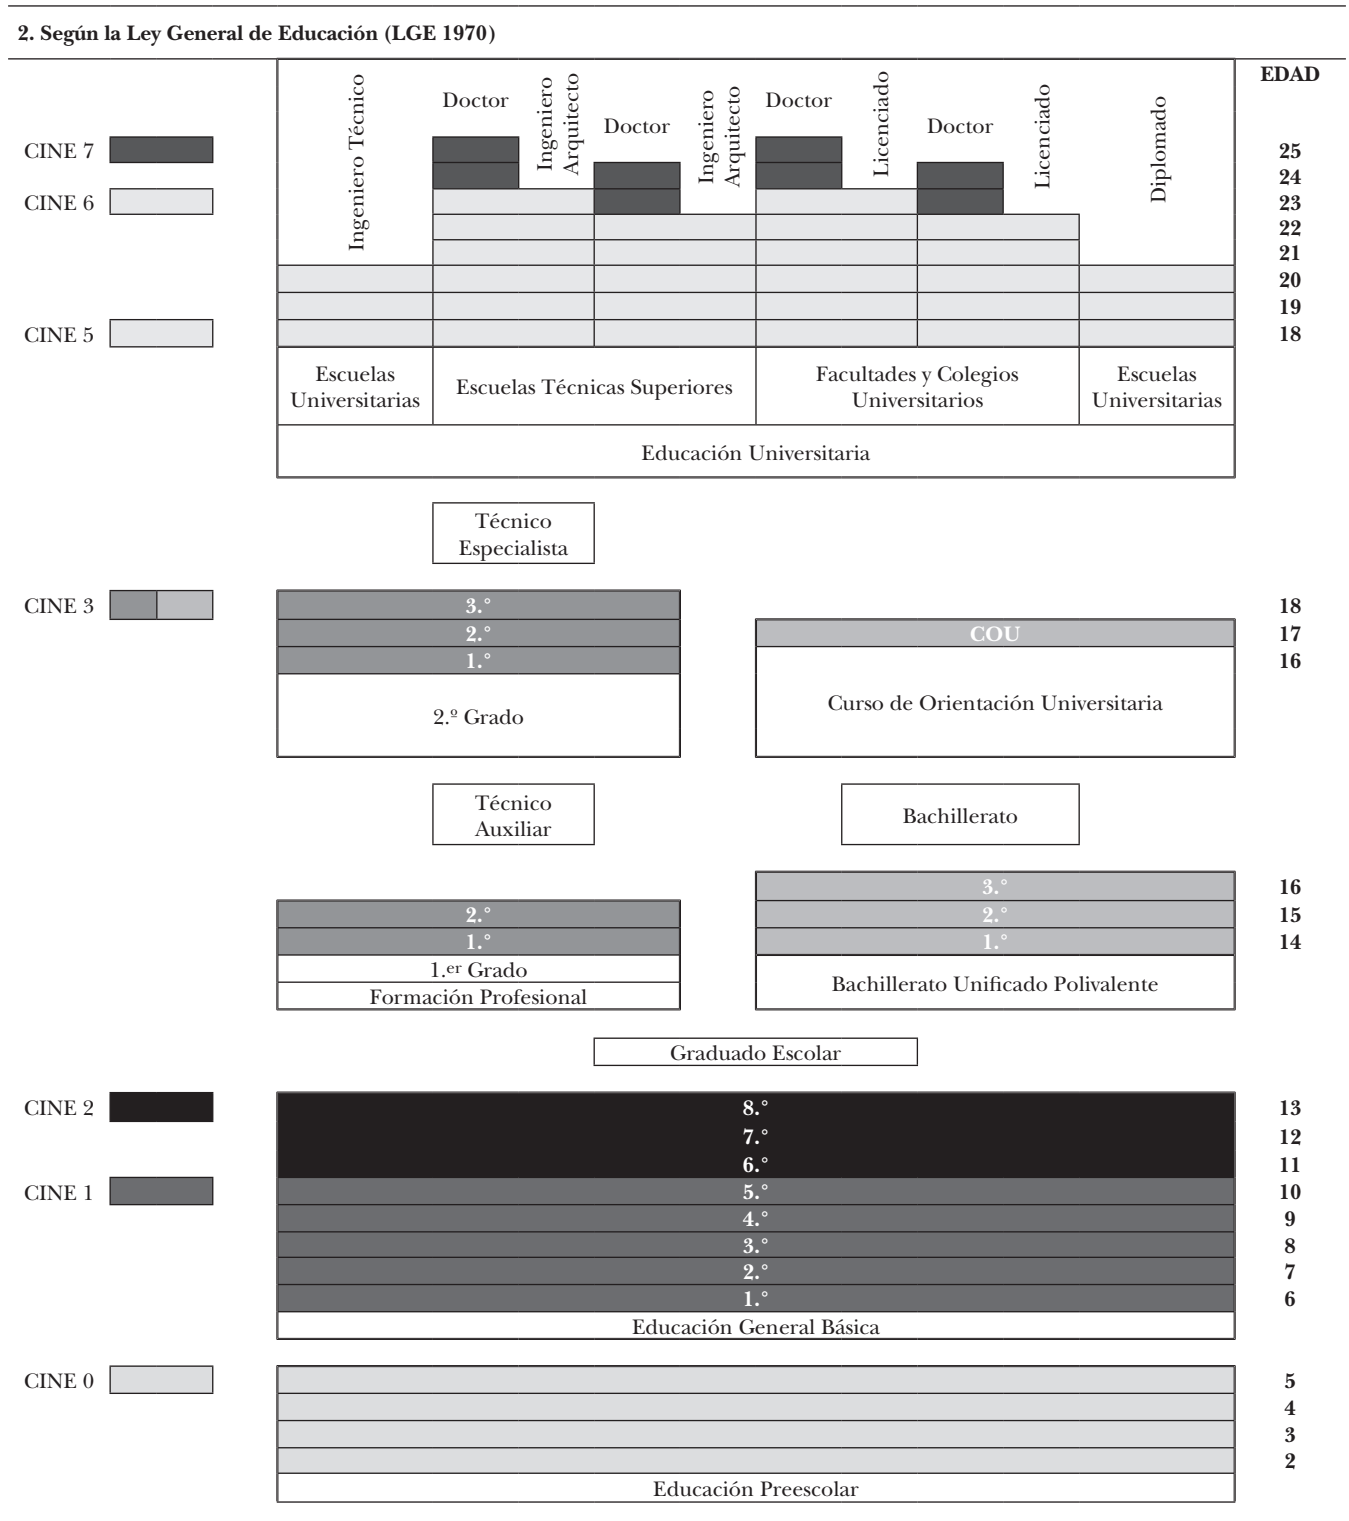 2. Según la Ley General de Educación (LGE 1970)
EDAD
Ingeniero Técnico
Doctor
Ingeniero
Arquitecto
Doctor
Ingeniero
Arquitecto
Doctor
Licenciado
Doctor
Licenciado
Diplomado
CINE 7
25
24
CINE 6
23
22
21
20
19
CINE 5
18
Escuelas
Universitarias
Escuelas Técnicas Superiores
Facultades y Colegios
Universitarios
Escuelas
Universitarias
Educación Universitaria
Técnico
Especialista
CINE 3
3.°
18
2.°
COU
17
1.°
16
2.º Grado
Curso de Orientación Universitaria
Técnico
Auxiliar
Bachillerato
3.°
16
2.°
2.°
15
1.°
1.°
14
1.er Grado
Formación Profesional
Bachillerato Unificado Polivalente
Graduado Escolar
CINE 2
8.°
13
7.°
12
6.°
11
CINE 1
5.°
10
4.°
9
3.°
8
2.°
7
1.°
6
Educación General Básica
CINE 0
5
4
3
2
Educación Preescolar